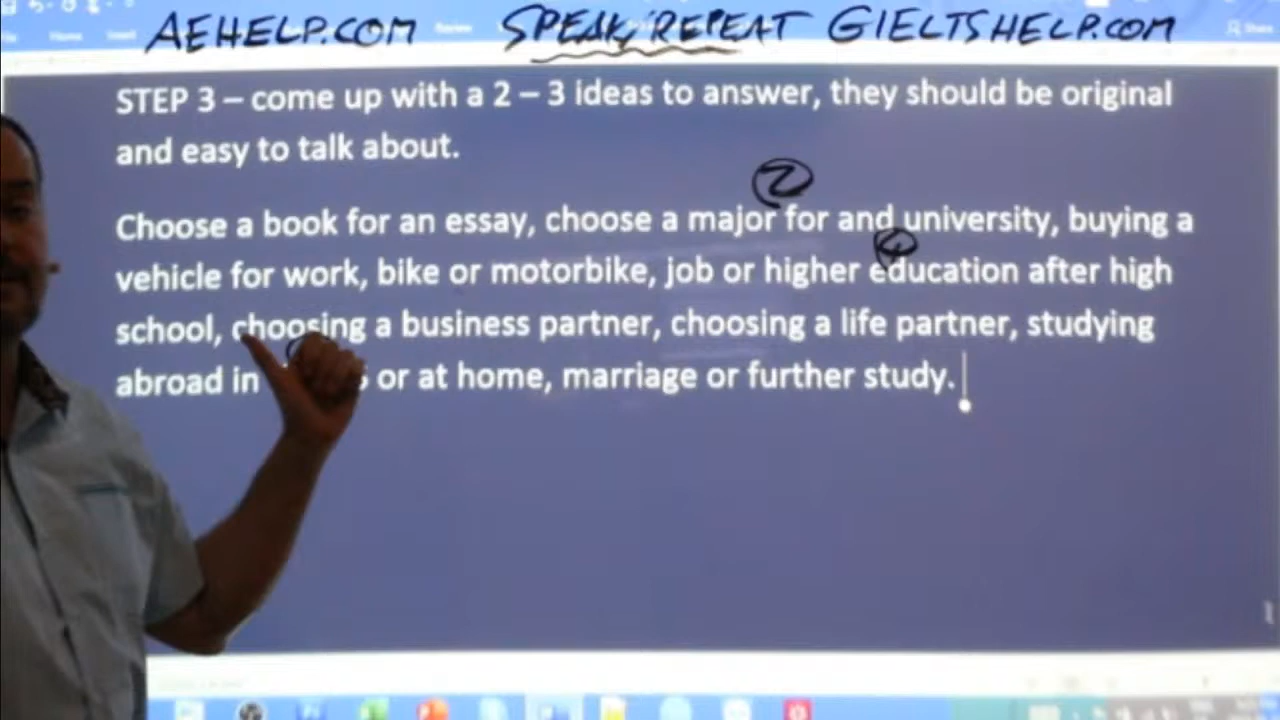 AEHELP.COM SPEAK/REPEAT GIELTSHELP.COM
STEP 3 – come up with a 2 – 3 ideas to answer, they should be original
and easy to talk about.
2
Choose a book for an essay, choose a major for and university, buying a
vehicle for work, bike or motorbike, job or higher education after high
school, choosing a business partner, choosing a life partner, studying
abroad in or at home, marriage or further study.